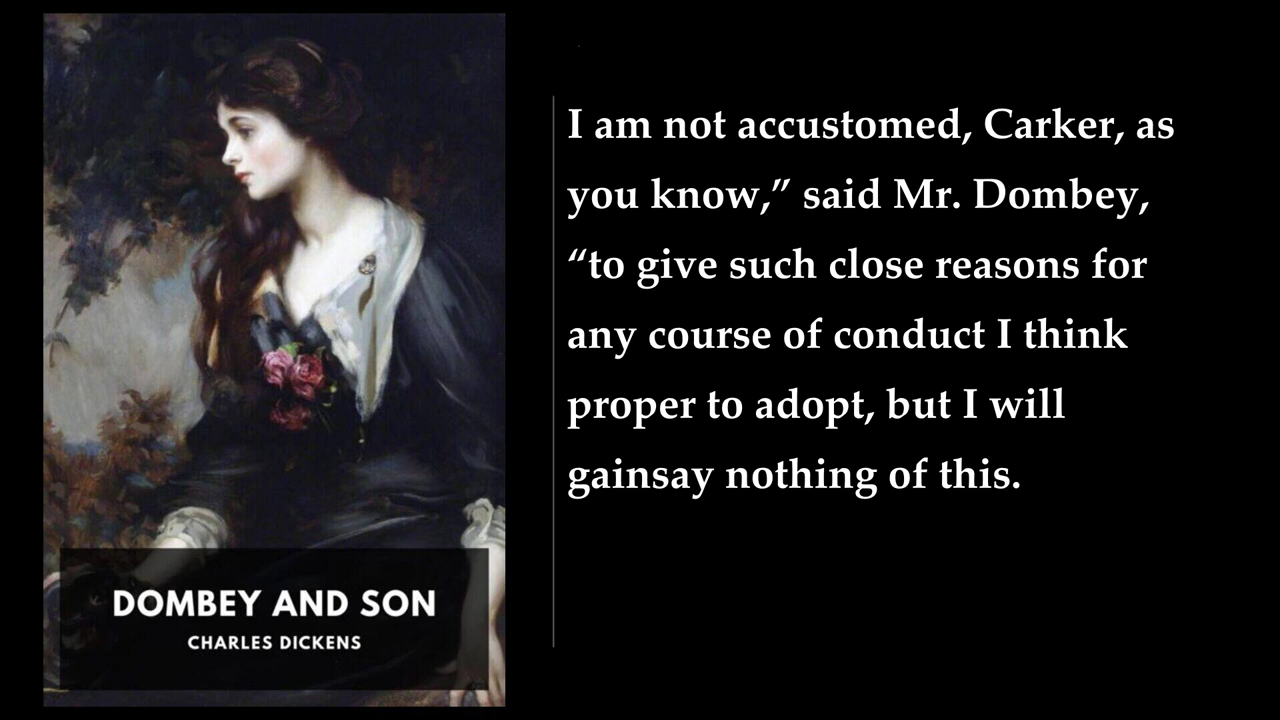 DOMBEY AND SON
CHARLES DICKENS
I am not accustomed, Carker, as
you know,” said Mr. Dombey,
“to give such close reasons for
any course of conduct I think
proper to adopt, but I will
gainsay nothing of this.